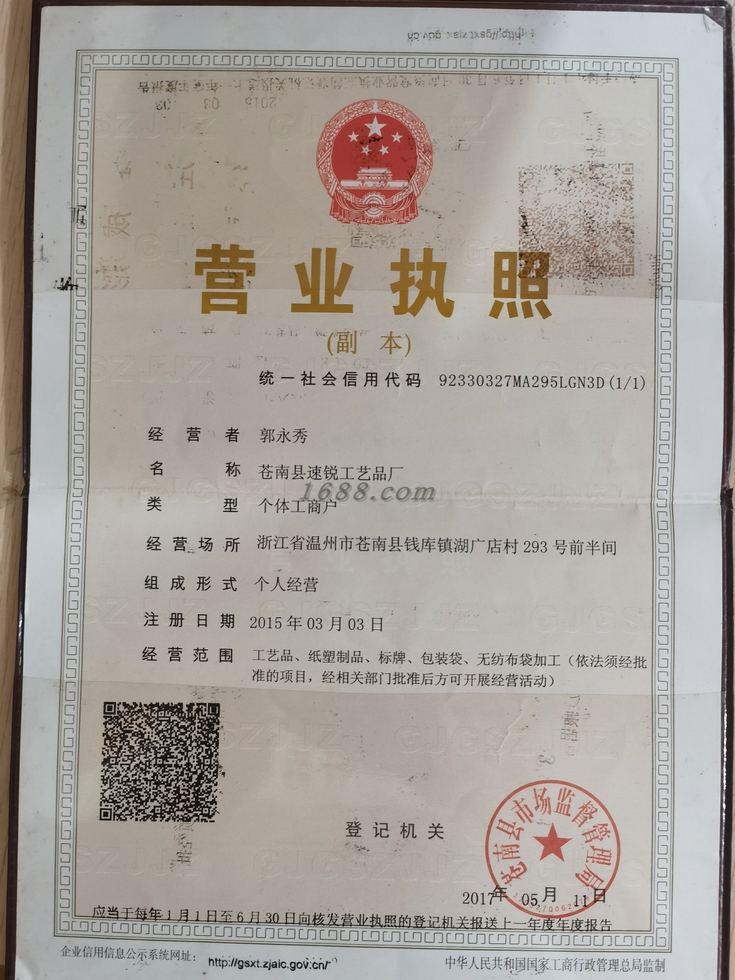 营业执照
(副 本)
统一社会信用代码 92330327MA295LGN3D(1/1)
经营者 郭永秀
名称 苍南县速锐工艺品厂
1688.com
类型 个体工商户
经营场所 浙江省温州市苍南县钱库镇湖广店村293号前半间
组成形式 个人经营
注册日期 2015年03月03日
经营范围 工艺品、纸塑制品、标牌、包装袋、无纺布袋加工（依法须经批
准的项目，经相关部门批准后方可开展经营活动）
登记机关
苍南县市场监督管理局
2017年 05月 11日
应当于每年1月1日至6月30日向核发营业执照的登记机关报送上一年度年度报告
企业信用信息公示系统网址： http://gsxt.zjaic.gov.cn/ 中华人民共和国国家工商行政管理总局监制